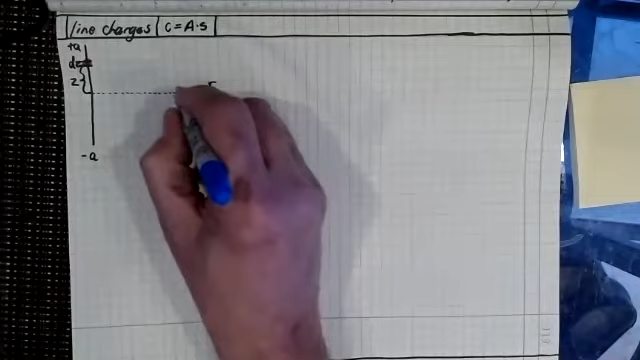 line charges C = A·s
+a
dz
z
r
-a